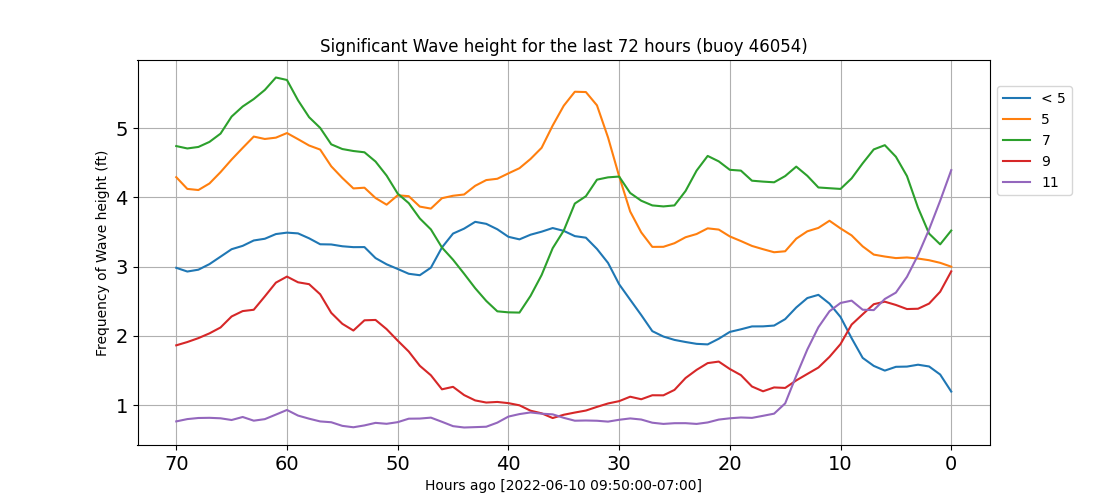 Significant Wave height for the last 72 hours (buoy 46054)
Frequency of Wave height (ft)
5
4
3
2
1
70 60 50 40 30 20 10 0
Hours ago [2022-06-10 09:50:00-07:00]
< 5
5
7
9
11